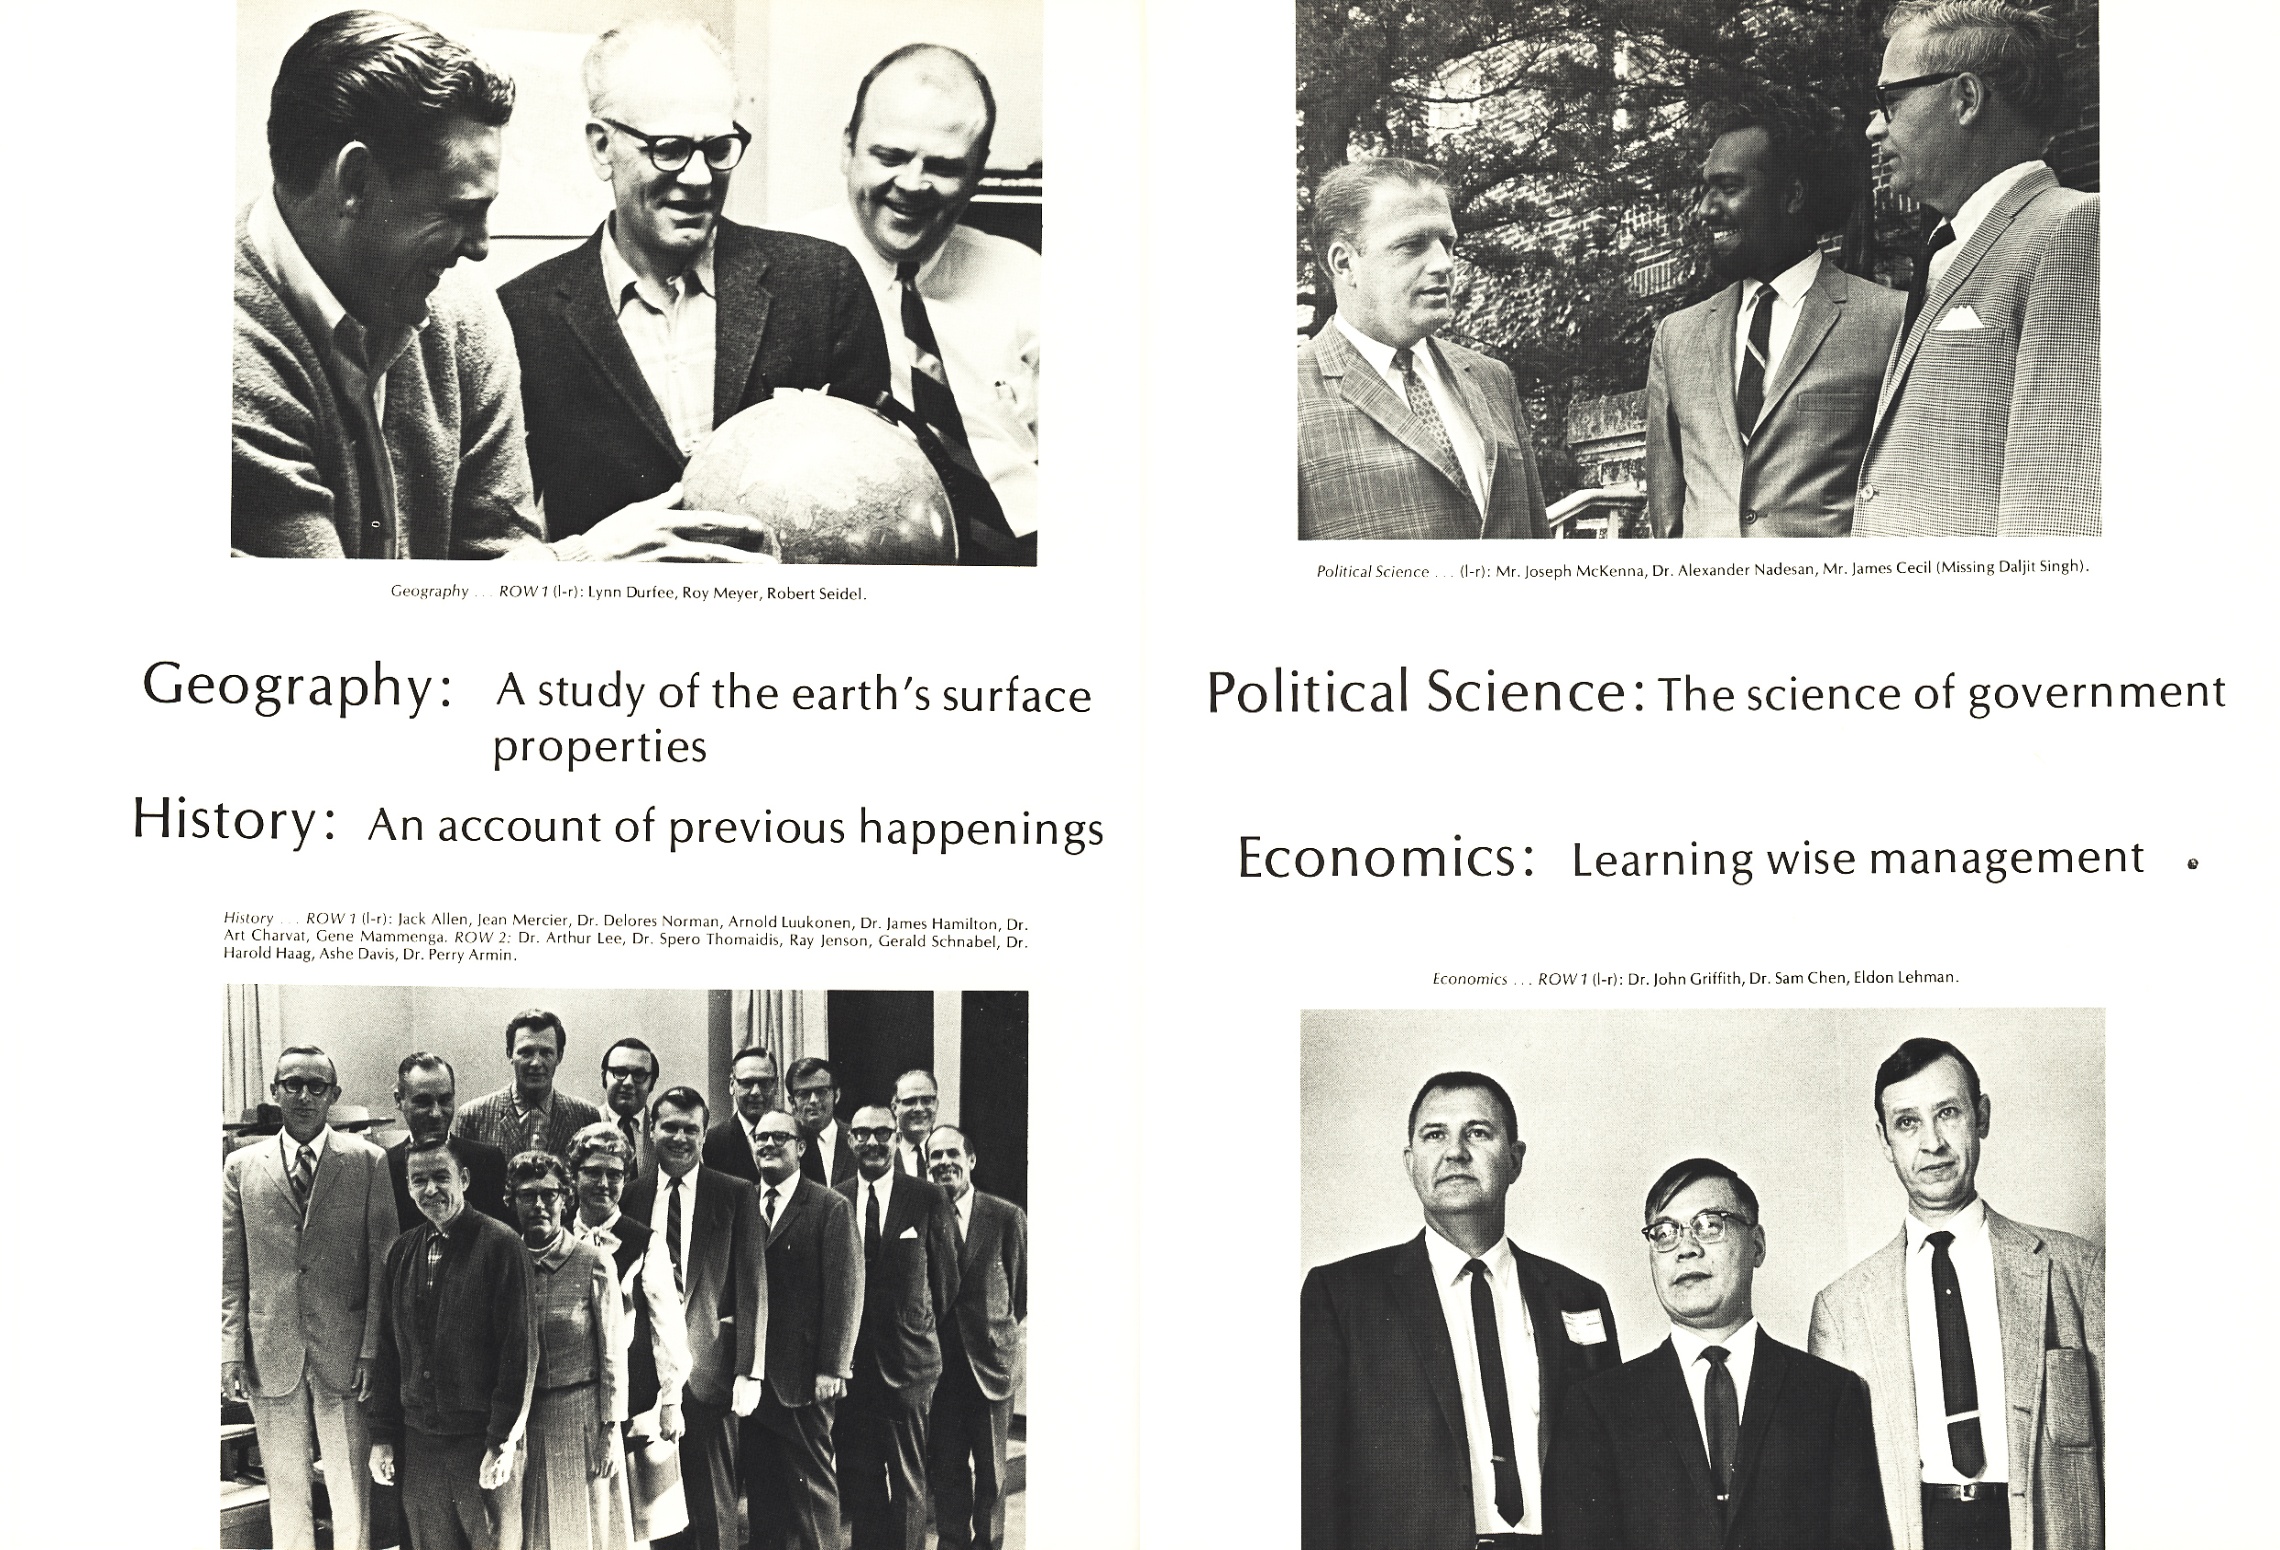 Geography ... ROW 1 (l-r): Lynn Durfee, Roy Meyer, Robert Seidel.
Geography: A study of the earth's surface
properties
History: An account of previous happenings
History ... ROW 1 (l-r): Jack Allen, Jean Mercier, Dr. Delores Norman, Arnold Luukonen, Dr. James Hamilton, Dr.
Art Charvat, Gene Mammenga. ROW 2: Dr. Arthur Lee, Dr. Spero Thomaidis, Ray Jenson, Gerald Schnabel, Dr.
Harold Haag, Ashe Davis, Dr. Perry Armin.
Political Science ... (l-r): Mr. Joseph McKenna, Dr. Alexander Nadesan, Mr. James Cecil (Missing Daljit Singh).
Political Science: The science of government
Economics: Learning wise management
Economics ... ROW 1 (l-r): Dr. John Griffith, Dr. Sam Chen, Eldon Lehman.